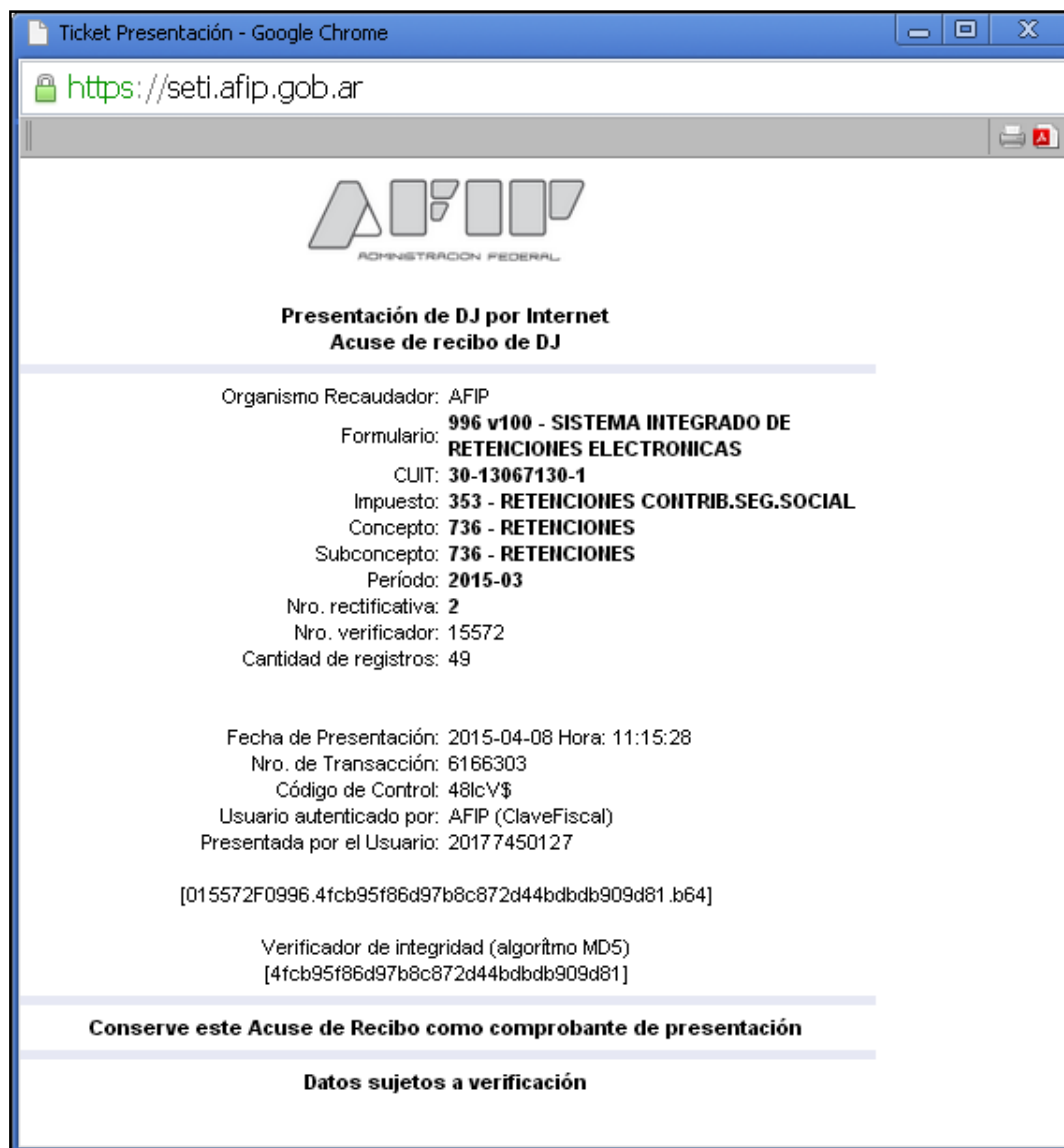 Ticket Presentación - Google Chrome
https://seti.afip.gob.ar
AFIP
ADMINISTRACION FEDERAL
Presentación de DJ por Internet
Acuse de recibo de DJ
Organismo Recaudador: AFIP
Formulario: 996 v100 - SISTEMA INTEGRADO DE
RETENCIONES ELECTRONICAS
CUIT: 30-13067130-1
Impuesto: 353 - RETENCIONES CONTRIB.SEG.SOCIAL
Concepto: 736 - RETENCIONES
Subconcepto: 736 - RETENCIONES
Período: 2015-03
Nro. rectificativa: 2
Nro. verificador: 15572
Cantidad de registros: 49
Fecha de Presentación: 2015-04-08 Hora: 11:15:28
Nro. de Transacción: 6166303
Código de Control: 48lcV$
Usuario autenticado por: AFIP (ClaveFiscal)
Presentada por el Usuario: 20177450127
[015572F0996.4fcb95f86d97b8c872d44bdbdb909d81.b64]
Verificador de integridad (algorítmo MD5)
[4fcb95f86d97b8c872d44bdbdb909d81]
Conserve este Acuse de Recibo como comprobante de presentación
Datos sujetos a verificación